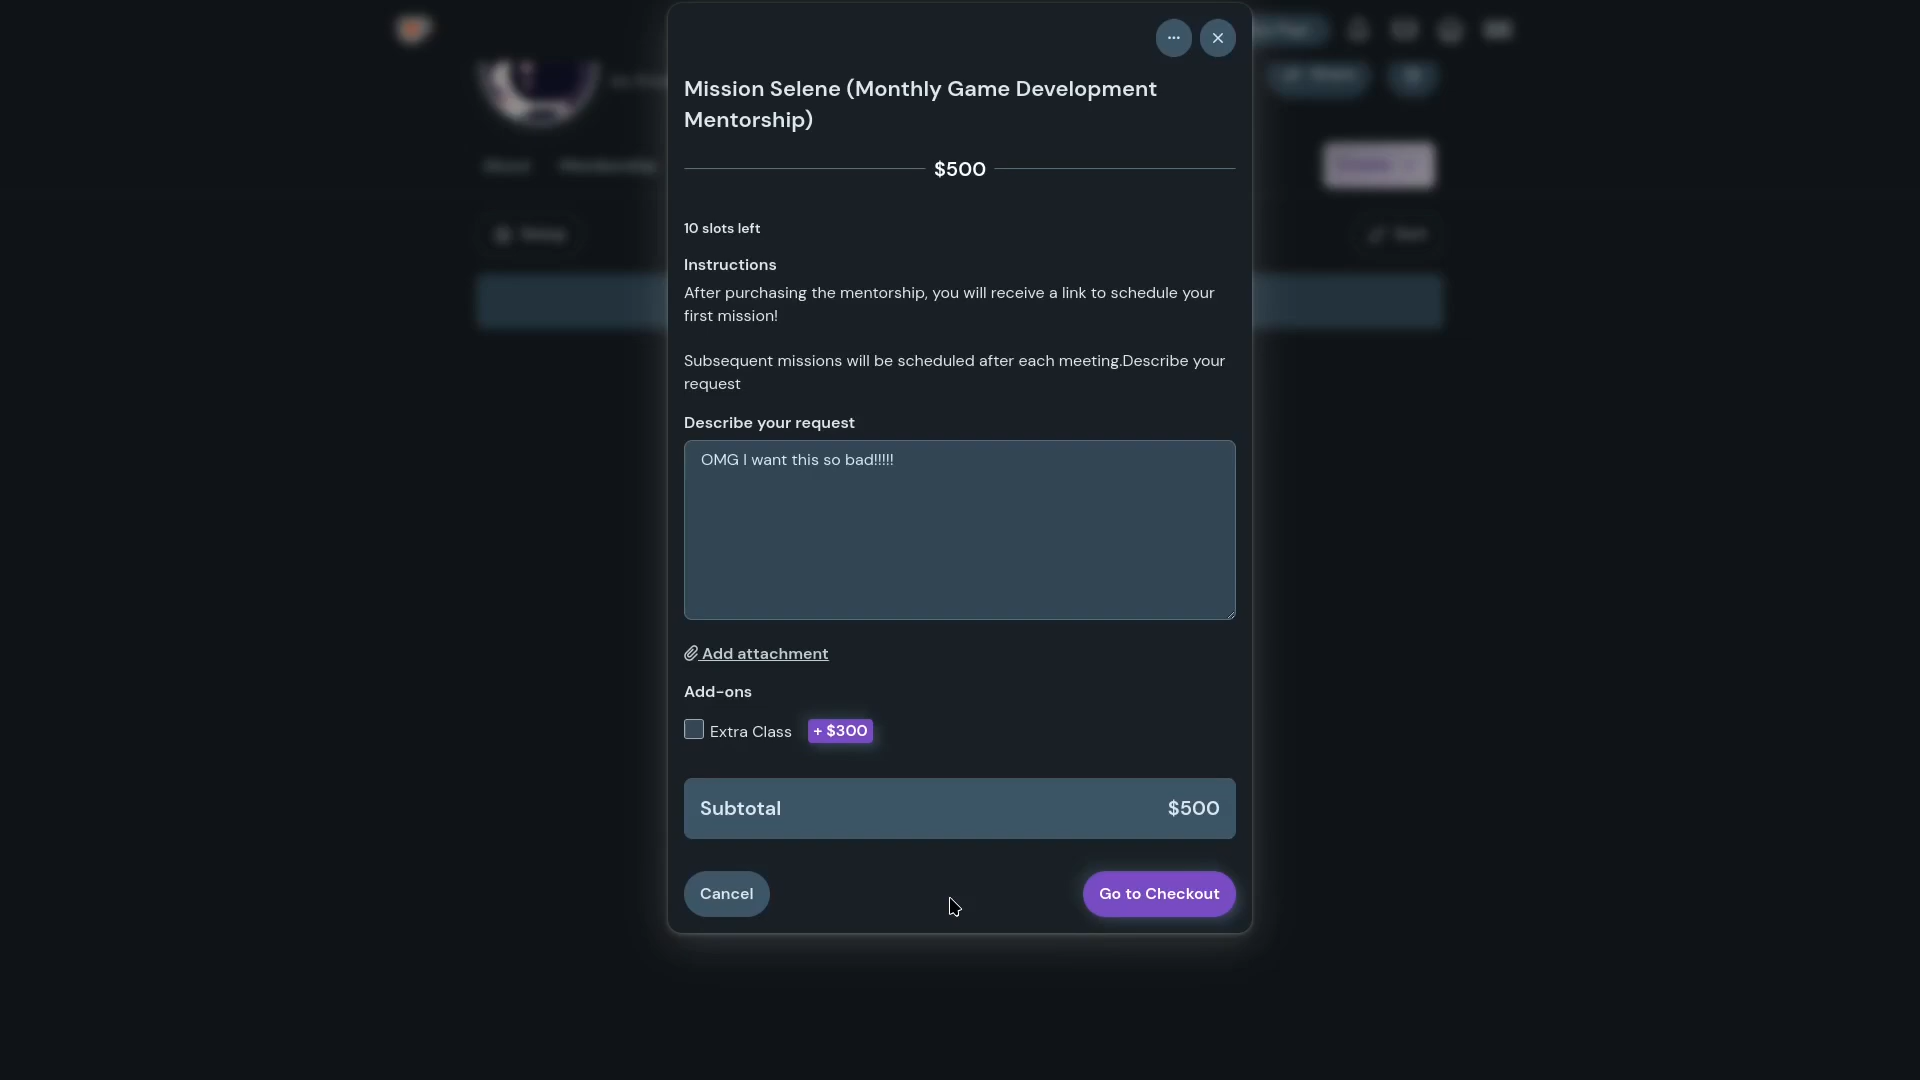 Mission Selene (Monthly Game Development
Mentorship)
$500
10 slots left
Instructions
After purchasing the mentorship, you will receive a link to schedule your
first mission!
Subsequent missions will be scheduled after each meeting.Describe your
request
Describe your request
OMG I want this so bad!!!!!
Add attachment
Add-ons
Extra Class + $300
Subtotal $500
Cancel Go to Checkout